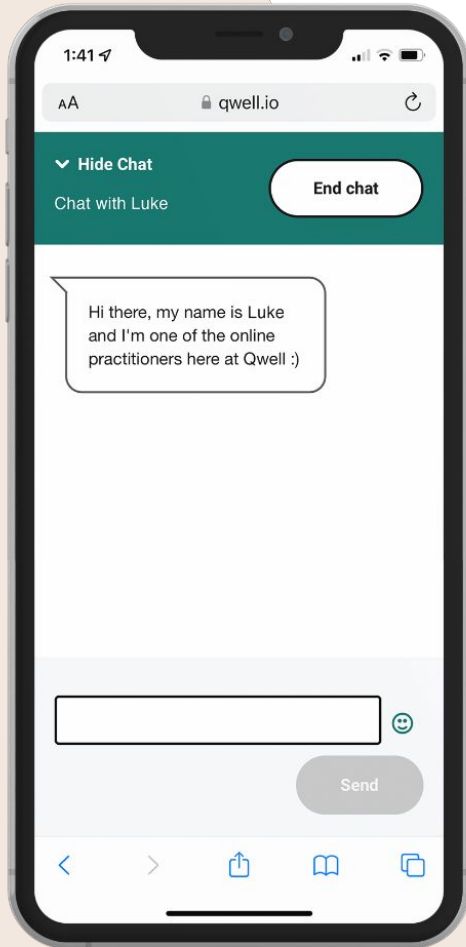 1:41
AA
qwell.io
Hide Chat
End chat
Chat with Luke
Hi there, my name is Luke
and I'm one of the online
practitioners here at Qwell :)
Send